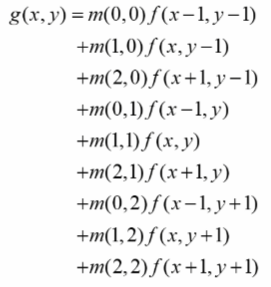 g(x,y) = m(0,0)f(x−1,y−1)
+m(1,0)f(x,y−1)
+m(2,0)f(x+1,y−1)
+m(0,1)f(x−1,y)
+m(1,1)f(x,y)
+m(2,1)f(x+1,y)
+m(0,2)f(x−1,y+1)
+m(1,2)f(x,y+1)
+m(2,2)f(x+1,y+1)